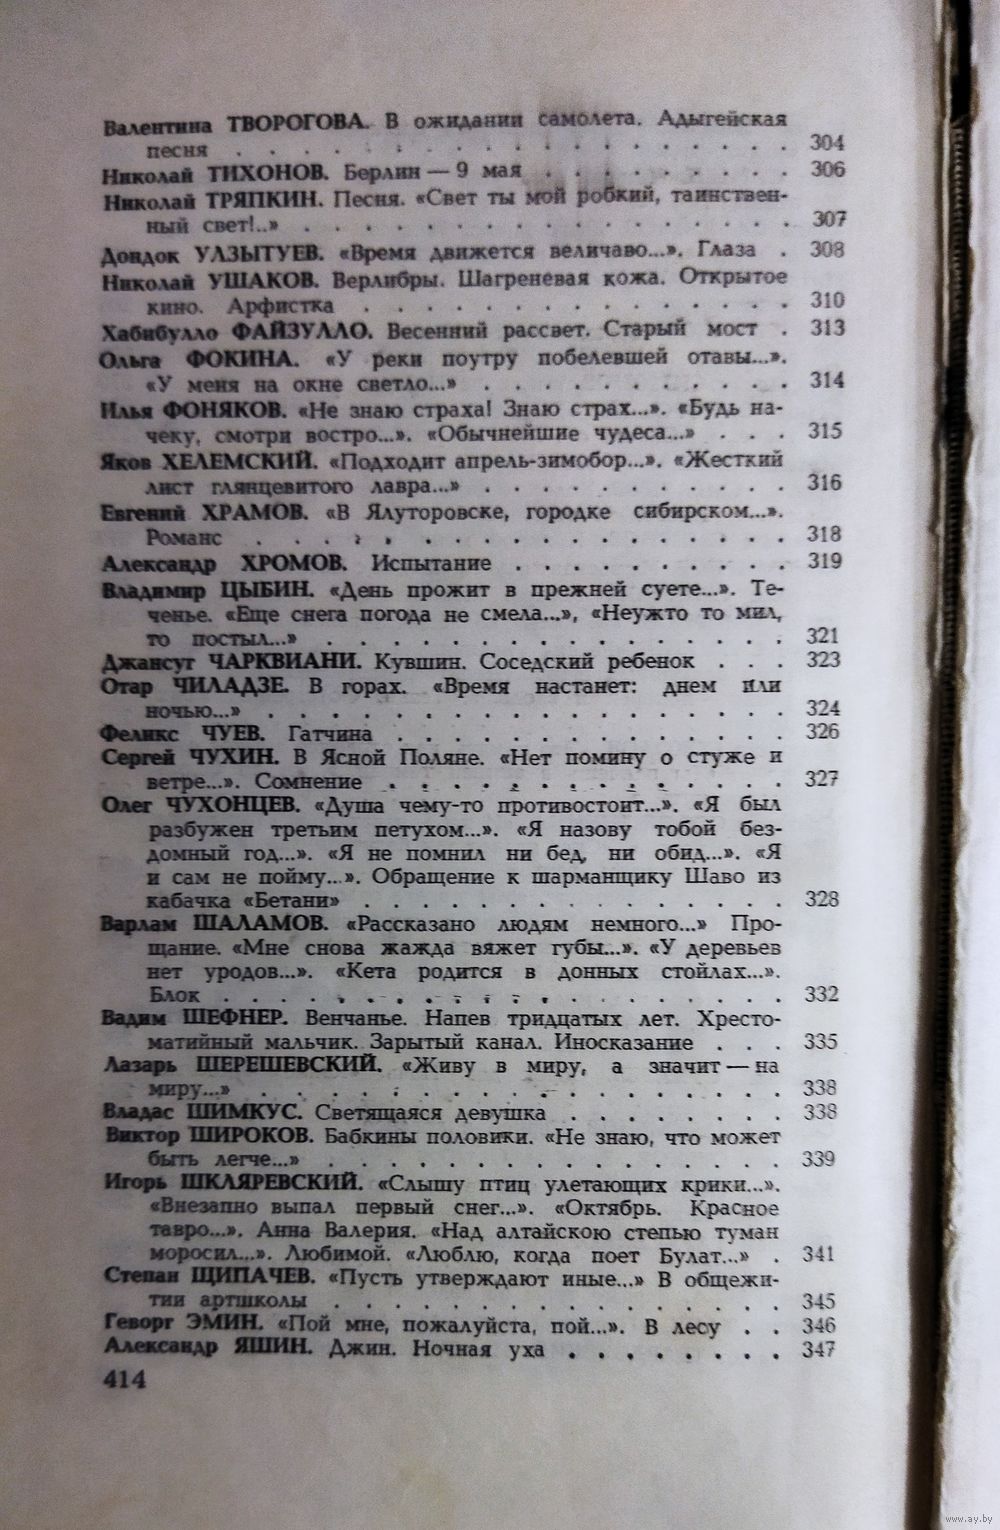 Валентина ТВОРОГОВА. В ожидании самолета. Адыгейская
песня . . . . . . . . . . . . . . . . 304
Николай ТИХОНОВ. Берлин — 9 мая . . . . . . . . . 306
Николай ТРЯПКИН. Песня. «Свет ты мой робкий, таинствен-
ный свет!..» . . . . . . . . . . . . . . . 307
Дондок УЛЗЫТУЕВ. «Время движется величаво...». Глаза . 308
Николай УШАКОВ. Верлибры. Шагреневая кожа. Открытое
кино. Арфистка . . . . . . . . . . . . . 310
Хабибулло ФАЙЗУЛЛО. Весенний рассвет. Старый мост . 313
Ольга ФОКИНА. «У реки поутру побелевшей отавы...».
«У меня на окне светло...» . . . . . . . . . . . 314
Илья ФОНЯКОВ. «Не знаю страха! Знаю страх...». «Будь на-
чеку, смотри востро...». «Обычнейшие чудеса...» . . . 315
Яков ХЕЛЕМСКИЙ. «Подходит апрель-зимобор...». «Жесткий
лист глянцевитого лавра...» . . . . . . . . . . . 316
Евгений ХРАМОВ. «В Ялуторовске, городке сибирском...».
Романс . . . . . . . . . . . . . . . . 318
Александр ХРОМОВ. Испытание . . . . . . . . . . 319
Владимир ЦЫБИН. «День прожит в прежней суете...». Те-
ченье. «Еще снега погода не смела...», «Неужто то мил,
то постыл...» . . . . . . . . . . . . . . 321
Джансуг ЧАРКВИАНИ. Кувшин. Соседский ребенок . . . 323
Отар ЧИЛАДЗЕ. В горах. «Время настанет: днем или
ночью...» . . . . . . . . . . . . . . . . 324
Феликс ЧУЕВ. Гатчина . . . . . . . . . . . . . . 326
Сергей ЧУХИН. В Ясной Поляне. «Нет помину о стуже и
ветре...». Сомнение . . . . . . . . . . . . 327
Олег ЧУХОНЦЕВ. «Душа чему-то противостоит...». «Я был
разбужен третьим петухом...». «Я назову тобой без-
домный год...». «Я не помнил ни бед, ни обид...». «Я
и сам не пойму...». Обращение к шарманщику Шаво из
кабачка «Бетани» . . . . . . . . . . . . . 328
Варлам ШАЛАМОВ. «Рассказано людям немного...» Про-
щание. «Мне снова жажда вяжет губы...». «У деревьев
нет уродов...». «Кета родится в донных стойлах...».
Блок . . . . . . . . . . . . . . . . . 332
Вадим ШЕФНЕР. Венчанье. Напев тридцатых лет. Хресто-
матийный мальчик. Зарытый канал. Иносказание . . . 335
Лазарь ШЕРЕШЕВСКИЙ. «Живу в миру, а значит — на
миру...» . . . . . . . . . . . . . . . . 338
Владас ШИМКУС. Светящаяся девушка . . . . . . . . 338
Виктор ШИРОКОВ. Бабкины половики. «Не знаю, что может
быть легче...» . . . . . . . . . . . . . . . 339
Игорь ШКЛЯРЕВСКИЙ. «Слышу птиц улетающих крики...».
«Внезапно выпал первый снег...». «Октябрь. Красное
тавро...». Анна Валерия. «Над алтайскою степью туман
моросил...». Любимой. «Люблю, когда поет Булат...» . 341
Степан ЩИПАЧЕВ. «Пусть утверждают иные...» В общежи-
тии артшколы . . . . . . . . . . . . . . . 345
Геворг ЭМИН. «Пой мне, пожалуйста, пой...». В лесу . . 346
Александр ЯШИН. Джин. Ночная уха . . . . . . . . 347
414
www.ay.by